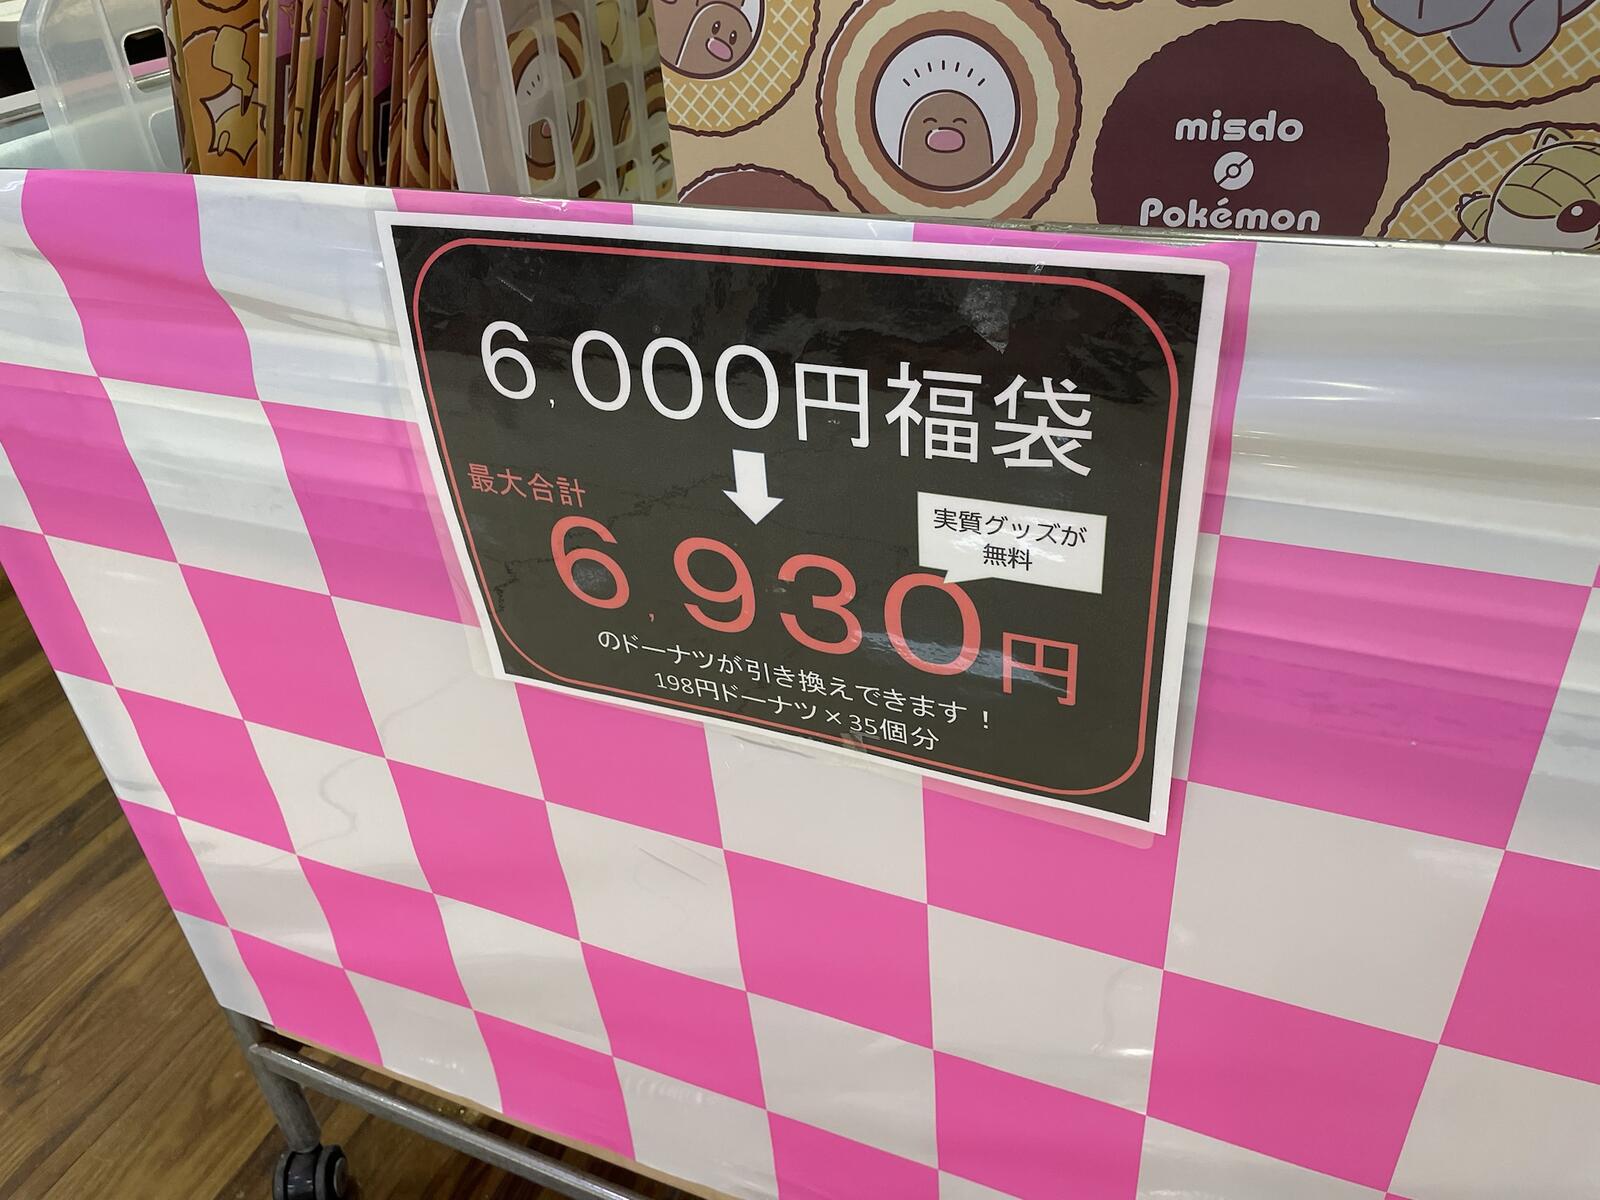 misdo
Pokémon
6,000円福袋
最大合計
実質グッズが
無料
6,930円
のドーナツが引き換えできます！
198円ドーナツ×35個分